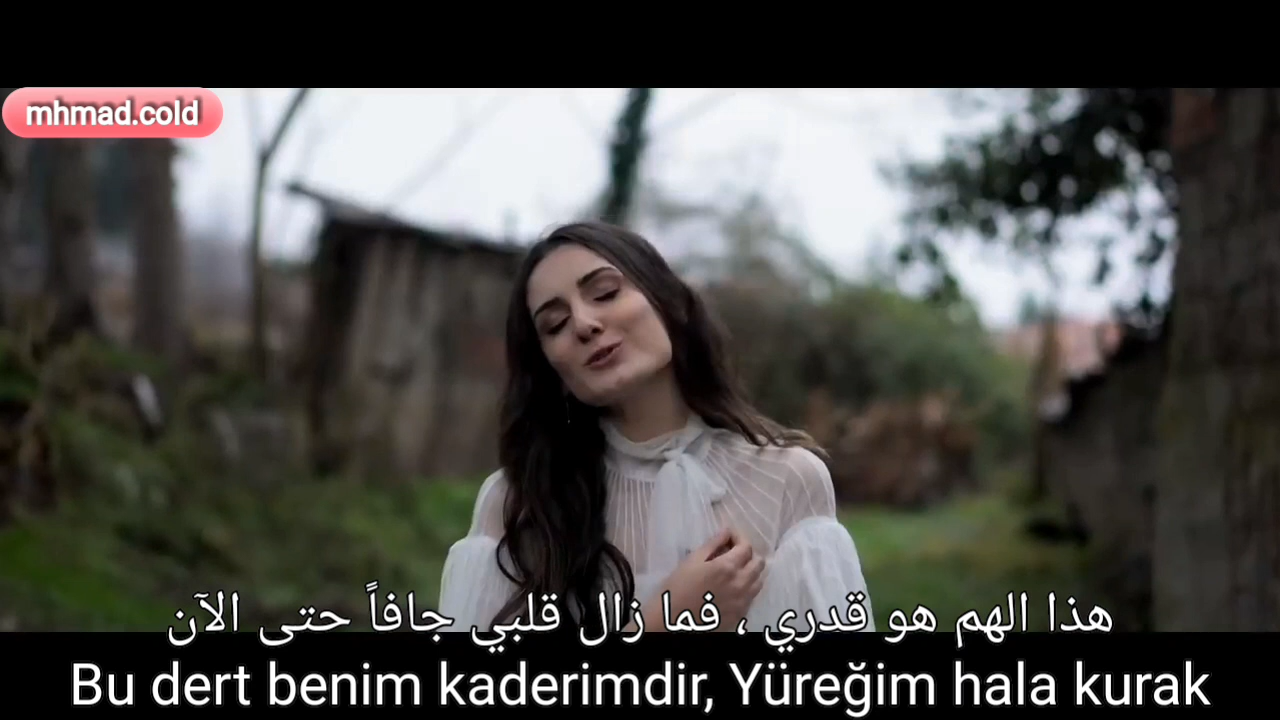 mhmad.cold
هذا الهم هو قدري ، فما زال قلبي جافاً حتى الآن
Bu dert benim kaderimdir, Yüreğim hala kurak